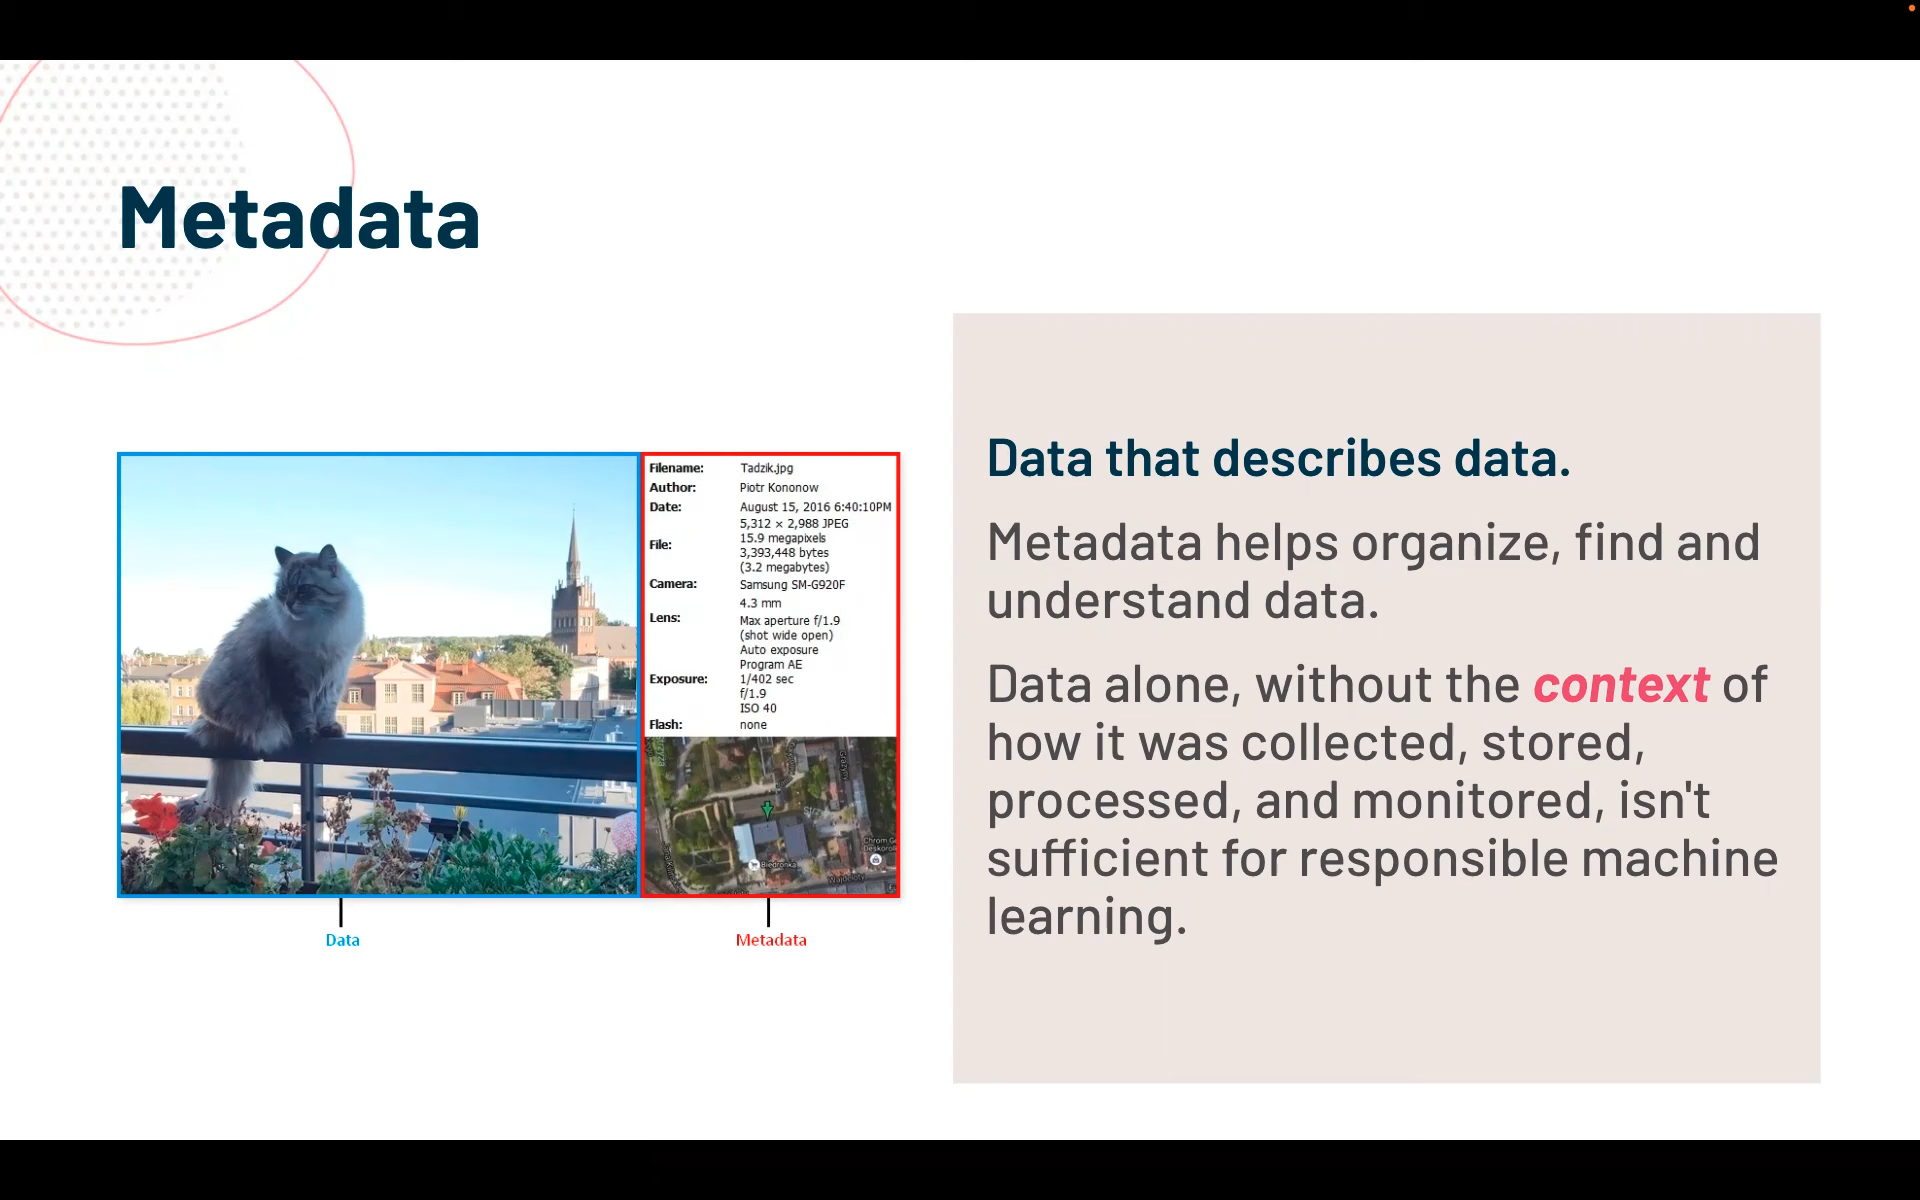 Metadata
Filename: Tadzik.jpg
Author: Piotr Kononow
Date: August 15, 2016 6:40:10PM
File: 5,312 × 2,988 JPEG
15.9 megapixels
3,393,448 bytes
(3.2 megabytes)
Camera: Samsung SM-G920F
Lens: 4.3 mm
Max aperture f/1.9
(shot wide open)
Exposure: Auto exposure
Program AE
1/402 sec
f/1.9
ISO 40
Flash: none
Biedronka
Data
Metadata
Data that describes data.
Metadata helps organize, find and
understand data.
Data alone, without the context of
how it was collected, stored,
processed, and monitored, isn't
sufficient for responsible machine
learning.